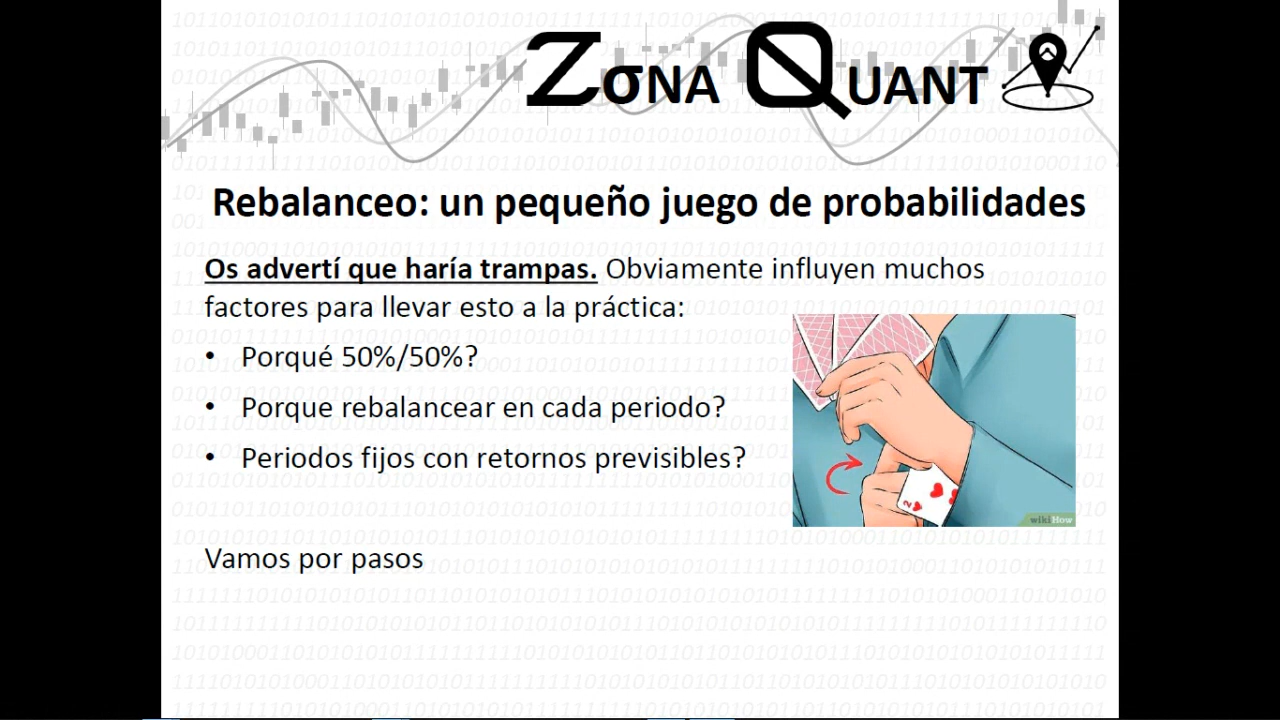 ZσNA QUANT
Rebalanceo: un pequeño juego de probabilidades
Os advertí que haría trampas. Obviamente influyen muchos
factores para llevar esto a la práctica:
• Porqué 50%/50%?
• Porque rebalancear en cada periodo?
• Periodos fijos con retornos previsibles?
2
wikiHow
Vamos por pasos